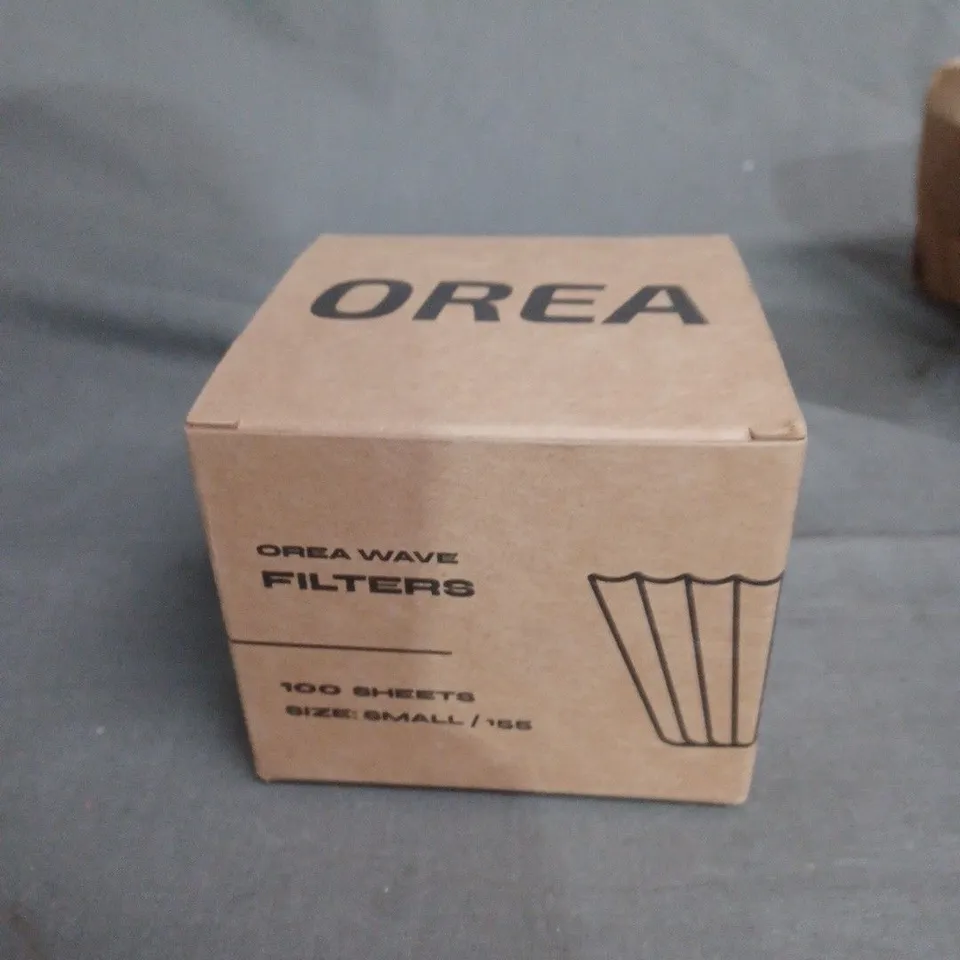 OREA
OREA WAVE
FILTERS
100 SHEETS
SIZE: SMALL / 155